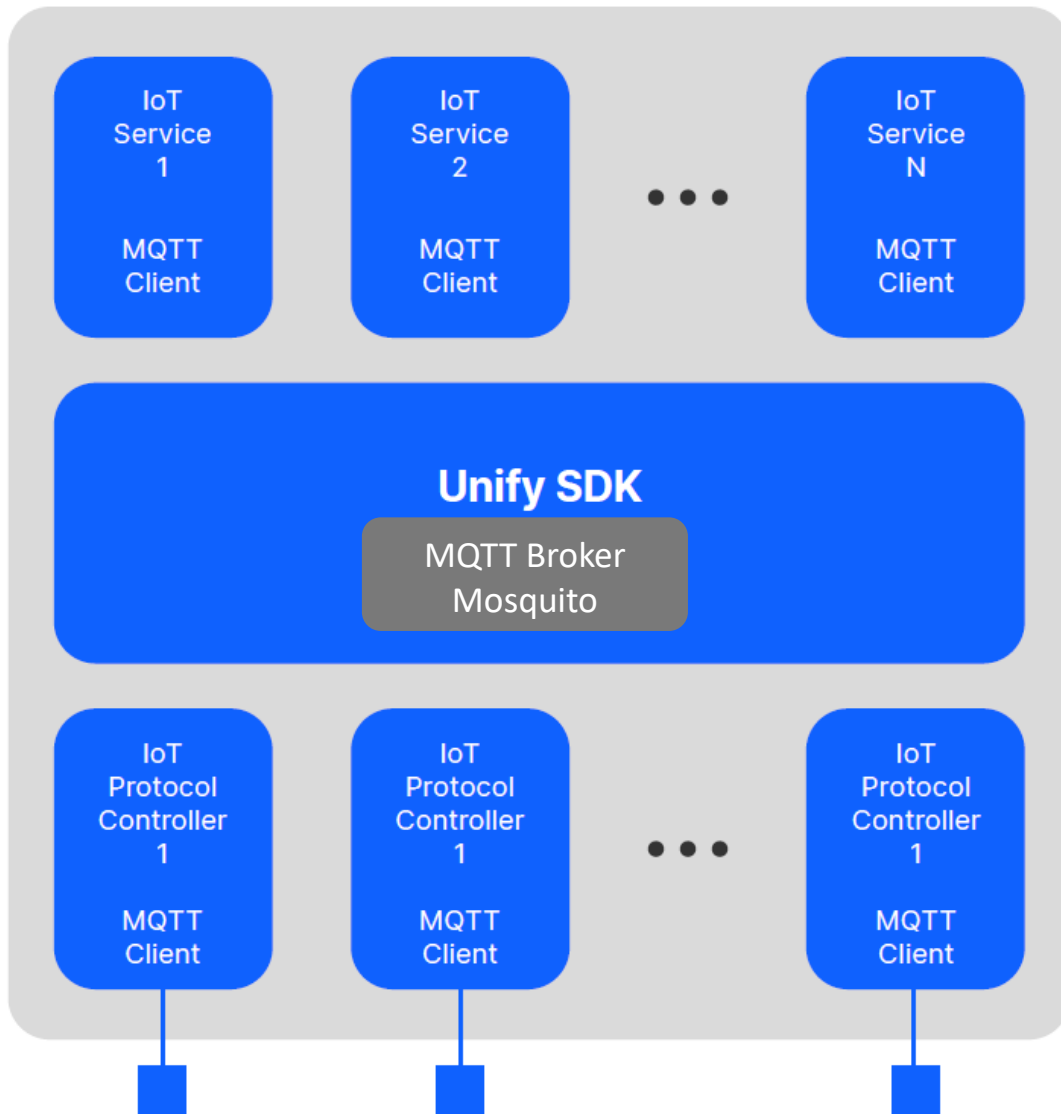 IoT
Service
1
MQTT
Client
IoT
Service
2
MQTT
Client
IoT
Service
N
MQTT
Client
Unify SDK
MQTT Broker
Mosquito
IoT
Protocol
Controller
1
MQTT
Client
IoT
Protocol
Controller
1
MQTT
Client
IoT
Protocol
Controller
1
MQTT
Client